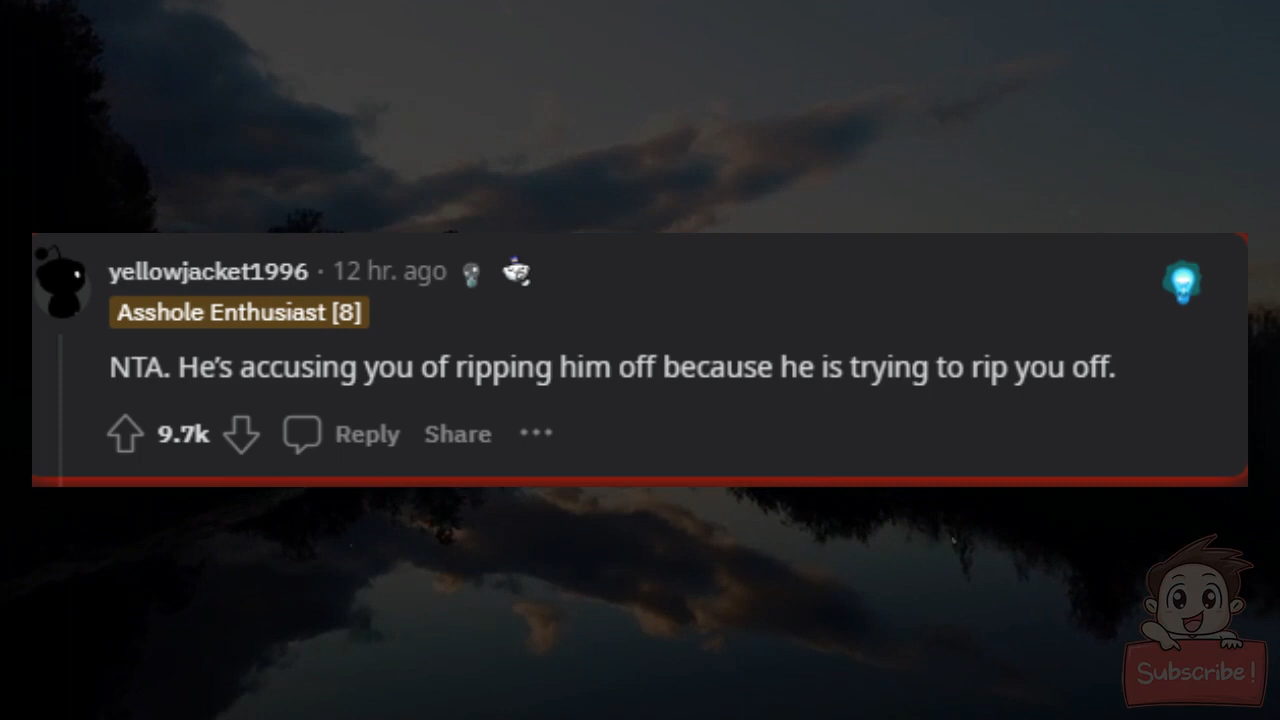 yellowjacket1996 · 12 hr. ago
Asshole Enthusiast [8]
NTA. He’s accusing you of ripping him off because he is trying to rip you off.
9.7k Reply Share •••
Subscribe!